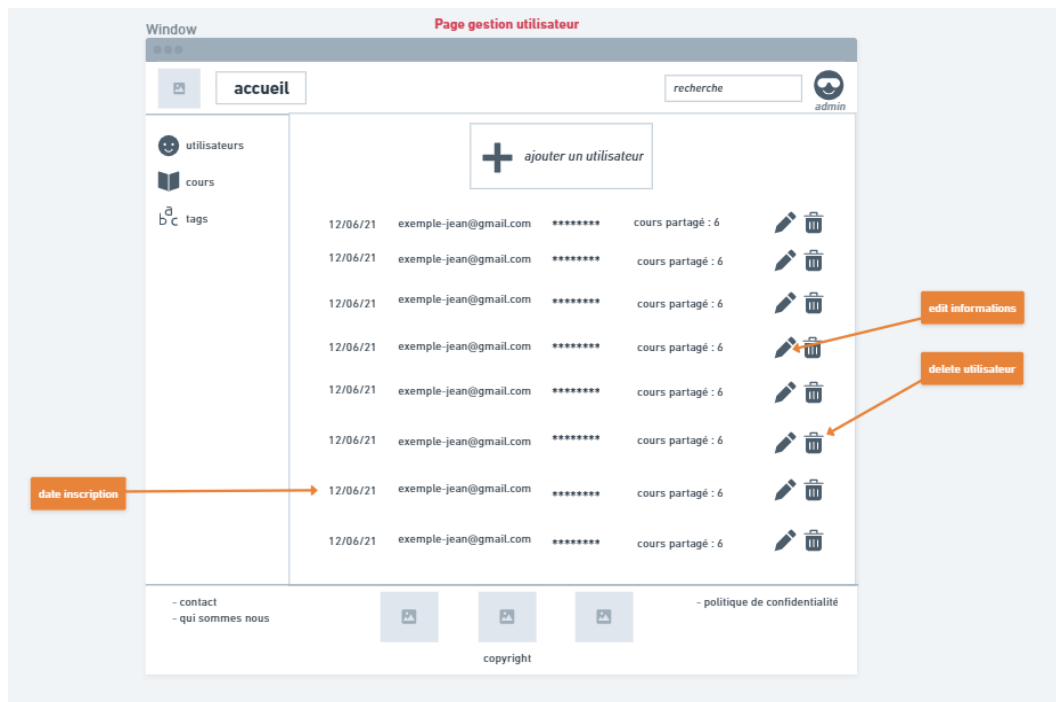 Window
Page gestion utilisateur
accueil
recherche
admin
utilisateurs
cours
a
b c
tags
ajouter un utilisateur
12/06/21 exemple-jean@gmail.com ******** cours partagé : 6
12/06/21 exemple-jean@gmail.com ******** cours partagé : 6
12/06/21 exemple-jean@gmail.com ******** cours partagé : 6
edit informations
12/06/21 exemple-jean@gmail.com ******** cours partagé : 6
delete utilisateur
12/06/21 exemple-jean@gmail.com ******** cours partagé : 6
12/06/21 exemple-jean@gmail.com ******** cours partagé : 6
date inscription
12/06/21 exemple-jean@gmail.com ******** cours partagé : 6
12/06/21 exemple-jean@gmail.com ******** cours partagé : 6
- contact
- qui sommes nous
- politique de confidentialité
copyright